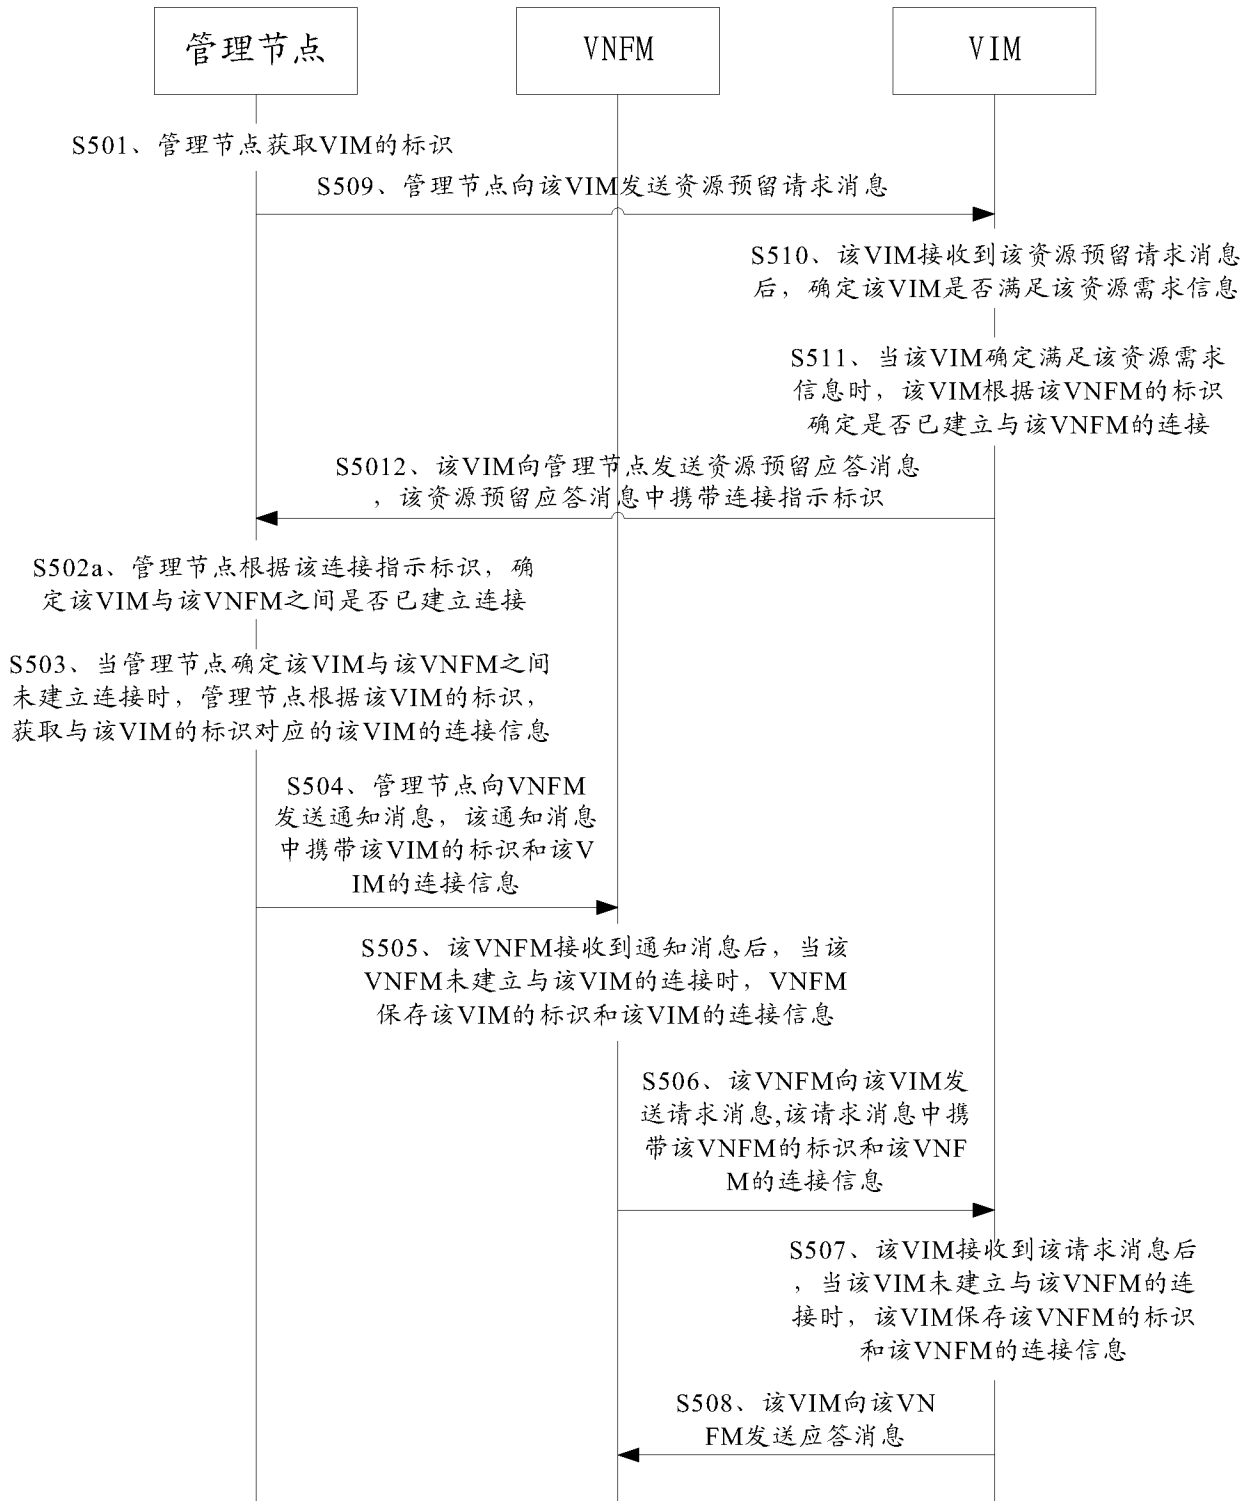 管理节点
VNFM
VIM
S501、管理节点获取VIM的标识
S509、管理节点向该VIM发送资源预留请求消息
S510、该VIM接收到该资源预留请求消息
后，确定该VIM是否满足该资源需求信息
S511、当该VIM确定满足该资源需求
信息时，该VIM根据该VNFM的标识
确定是否已建立与该VNFM的连接
S5012、该VIM向管理节点发送资源预留应答消息
，该资源预留应答消息中携带连接指示标识
S502a、管理节点根据该连接指示标识，确
定该VIM与该VNFM之间是否已建立连接
S503、当管理节点确定该VIM与该VNFM之间
未建立连接时，管理节点根据该VIM的标识，
获取与该VIM的标识对应的该VIM的连接信息
S504、管理节点向VNFM
发送通知消息，该通知消息
中携带该VIM的标识和该V
IM的连接信息
S505、该VNFM接收到通知消息后，当该
VNFM未建立与该VIM的连接时，VNFM
保存该VIM的标识和该VIM的连接信息
S506、该VNFM向该VIM发
送请求消息,该请求消息中携
带该VNFM的标识和该VNF
M的连接信息
S507、该VIM接收到该请求消息后
，当该VIM未建立与该VNFM的连
接时，该VIM保存该VNFM的标识
和该VNFM的连接信息
S508、该VIM向该VN
FM发送应答消息